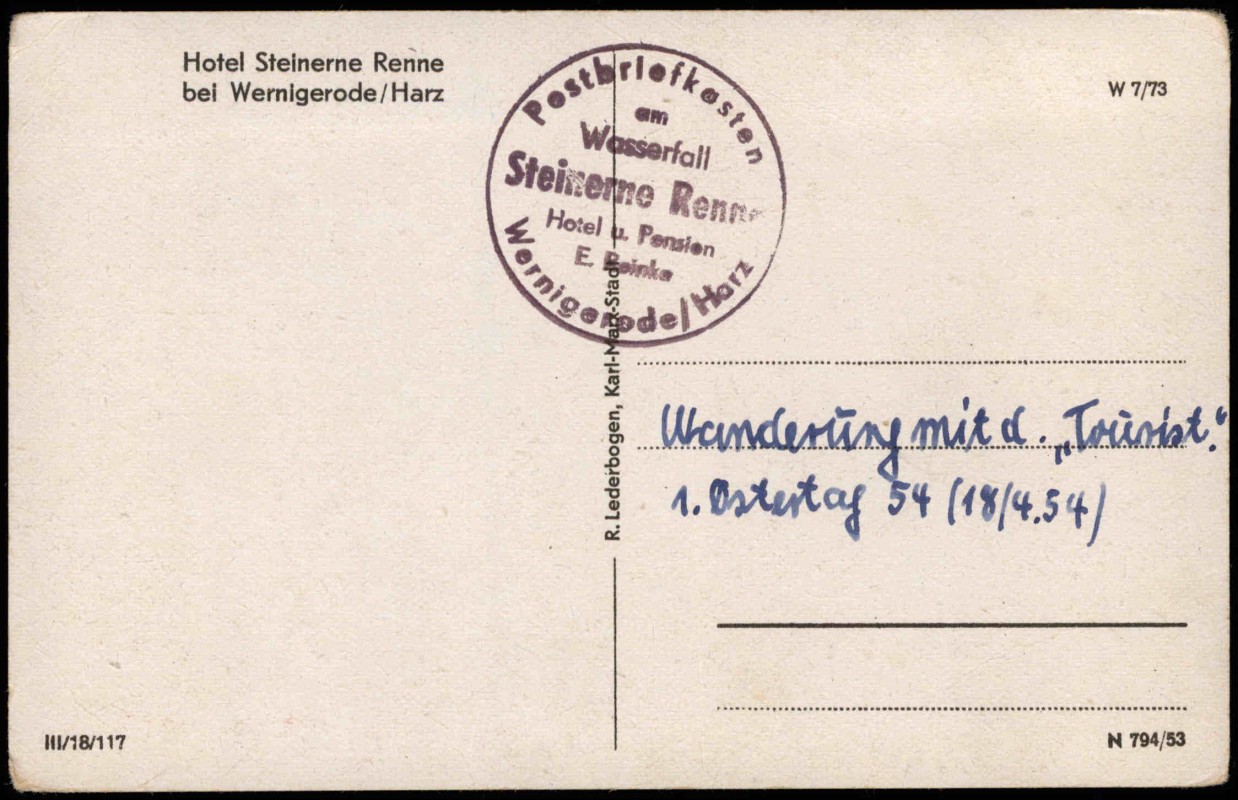 Hotel Steinerne Renne
bei Wernigerode/Harz
W 7/73
Postbriefkasten
am
Wasserfall
Steinerne Renne
Hotel u. Pension
E. Reinke
Wernigerode/Harz
R. Lederbogen, Karl-Marx-Stadt
Wanderung mit d. „Tourist.“
1. Ostertag 54 (18/4.54)
III/18/117
N 794/53